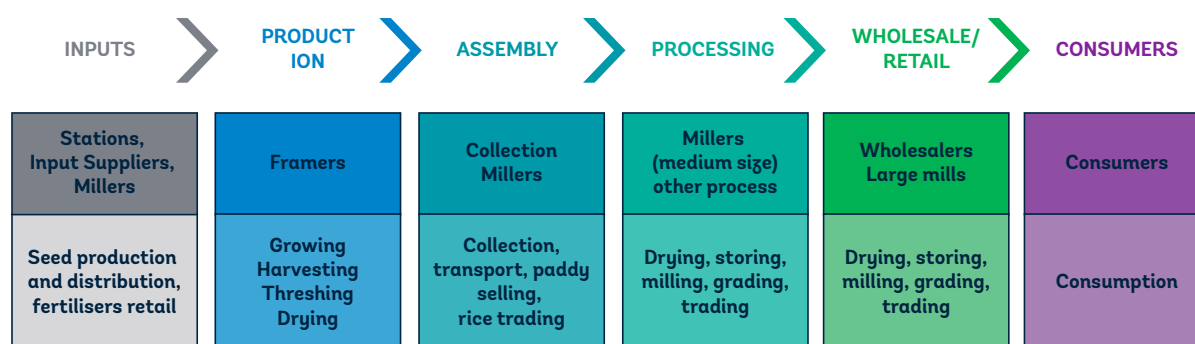 INPUTS
PRODUCT
ION
ASSEMBLY
PROCESSING
WHOLESALE/
RETAIL
CONSUMERS
Stations,
Input Suppliers,
Millers
Framers
Collection
Millers
Millers
(medium size)
other process
Wholesalers
Large mills
Consumers
Seed production
and distribution,
fertilisers retail
Growing
Harvesting
Threshing
Drying
Collection,
transport, paddy
selling,
rice trading
Drying, storing,
milling, grading,
trading
Drying, storing,
milling, grading,
trading
Consumption